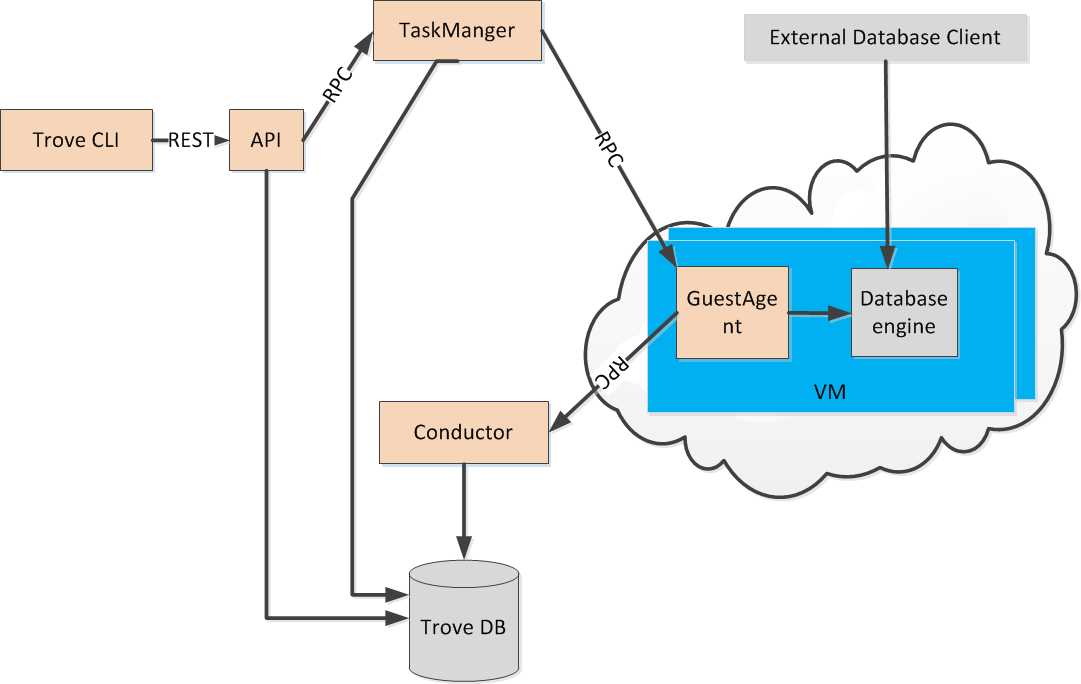 TaskManger
External Database Client
RPC
Trove CLI
REST
API
RPC
GuestAge
nt
Database
engine
RPC
VM
Conductor
Trove DB